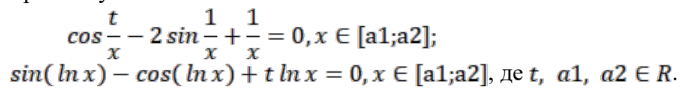 cos t/x − 2 sin 1/x + 1/x = 0, x ∈ [a1;a2];
sin( ln x) − cos( ln x) + t ln x = 0, x ∈ [a1;a2], де t, a1, a2 ∈ R.